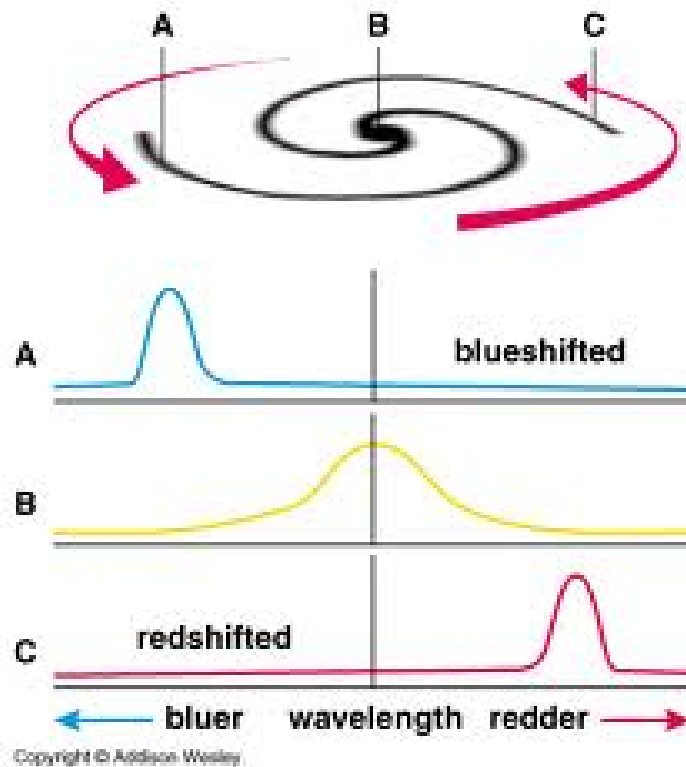 A B C
A blueshifted
B
C redshifted
bluer wavelength redder
Copyright © Addison Wesley